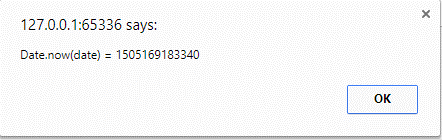 127.0.0.1:65336 says:
Date.now(date) = 1505169183340
OK